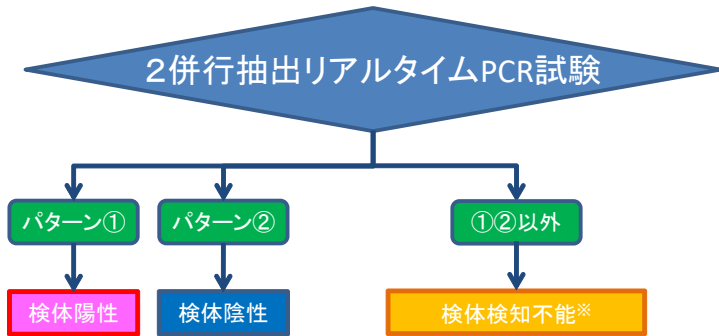 ２併行抽出リアルタイムPCR試験
パターン①
パターン②
①②以外
検体陽性
検体陰性
検体検知不能※